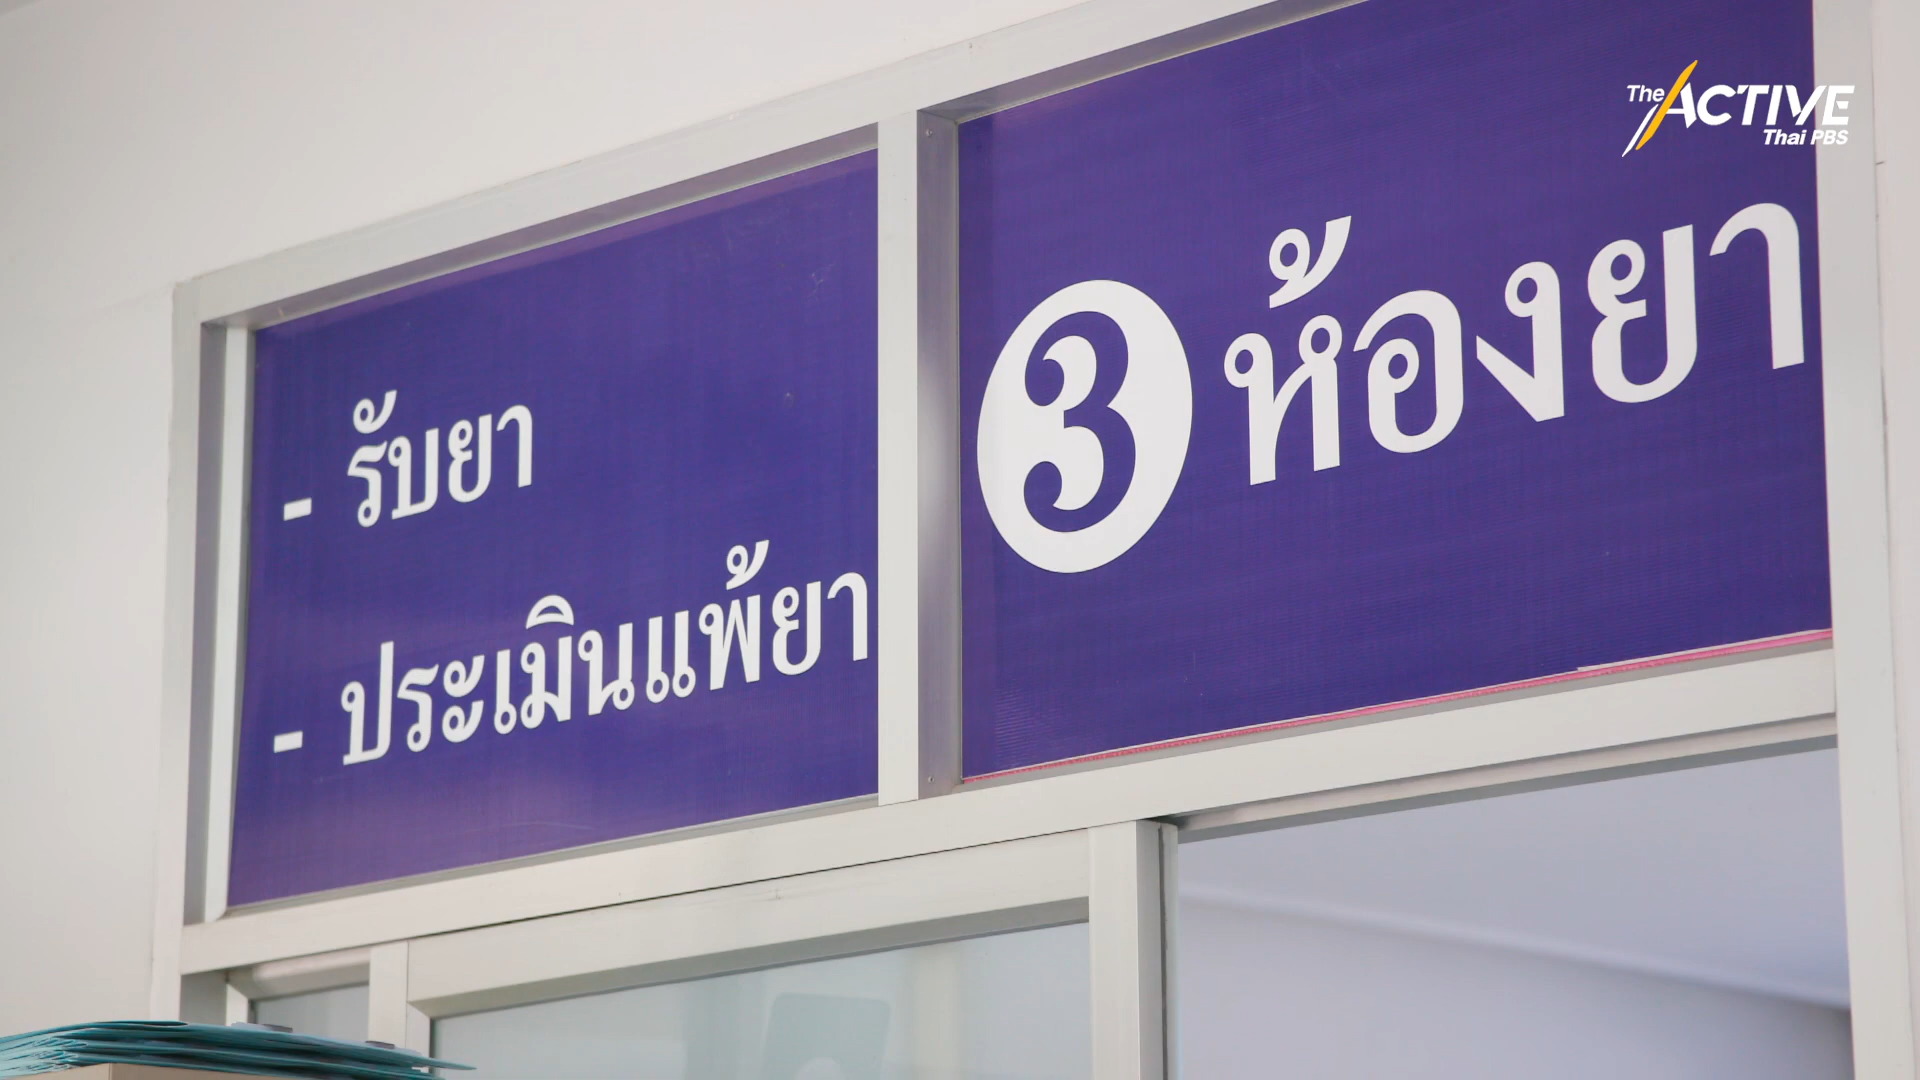 The ACTIVE
Thai PBS
- รับยา
- ประเมินแพ้ยา
3 ห้องยา